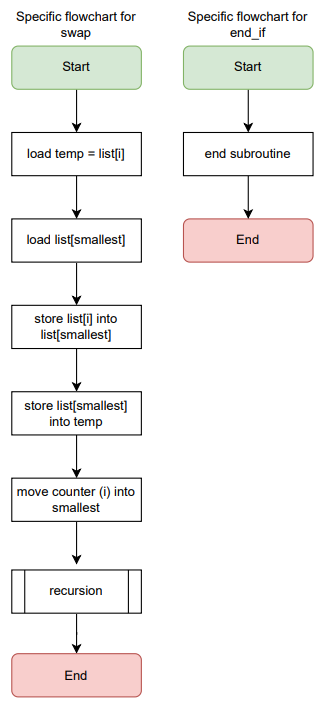 Specific flowchart for
swap
Start
load temp = list[i]
load list[smallest]
store list[i] into
list[smallest]
store list[smallest]
into temp
move counter (i) into
smallest
recursion
End
Specific flowchart for
end_if
Start
end subroutine
End